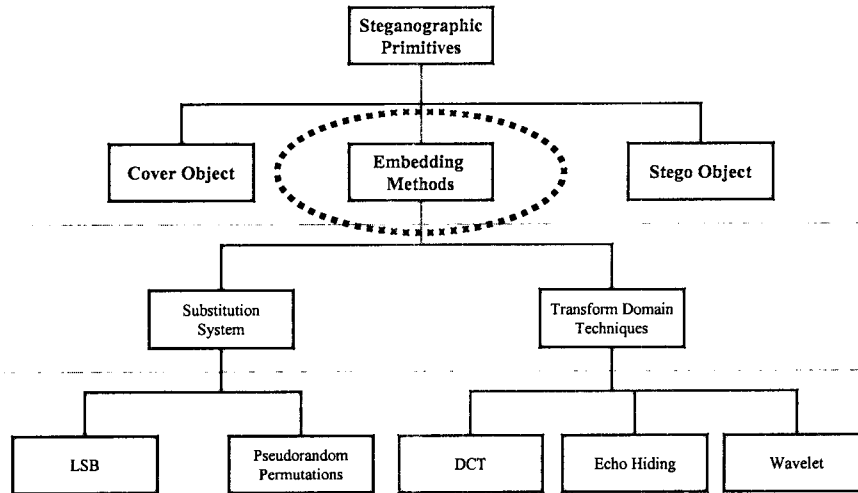 Steganographic
Primitives
Cover Object
Embedding
Methods
Stego Object
Substitution
System
Transform Domain
Techniques
LSB
Pseudorandom
Permutations
DCT
Echo Hiding
Wavelet